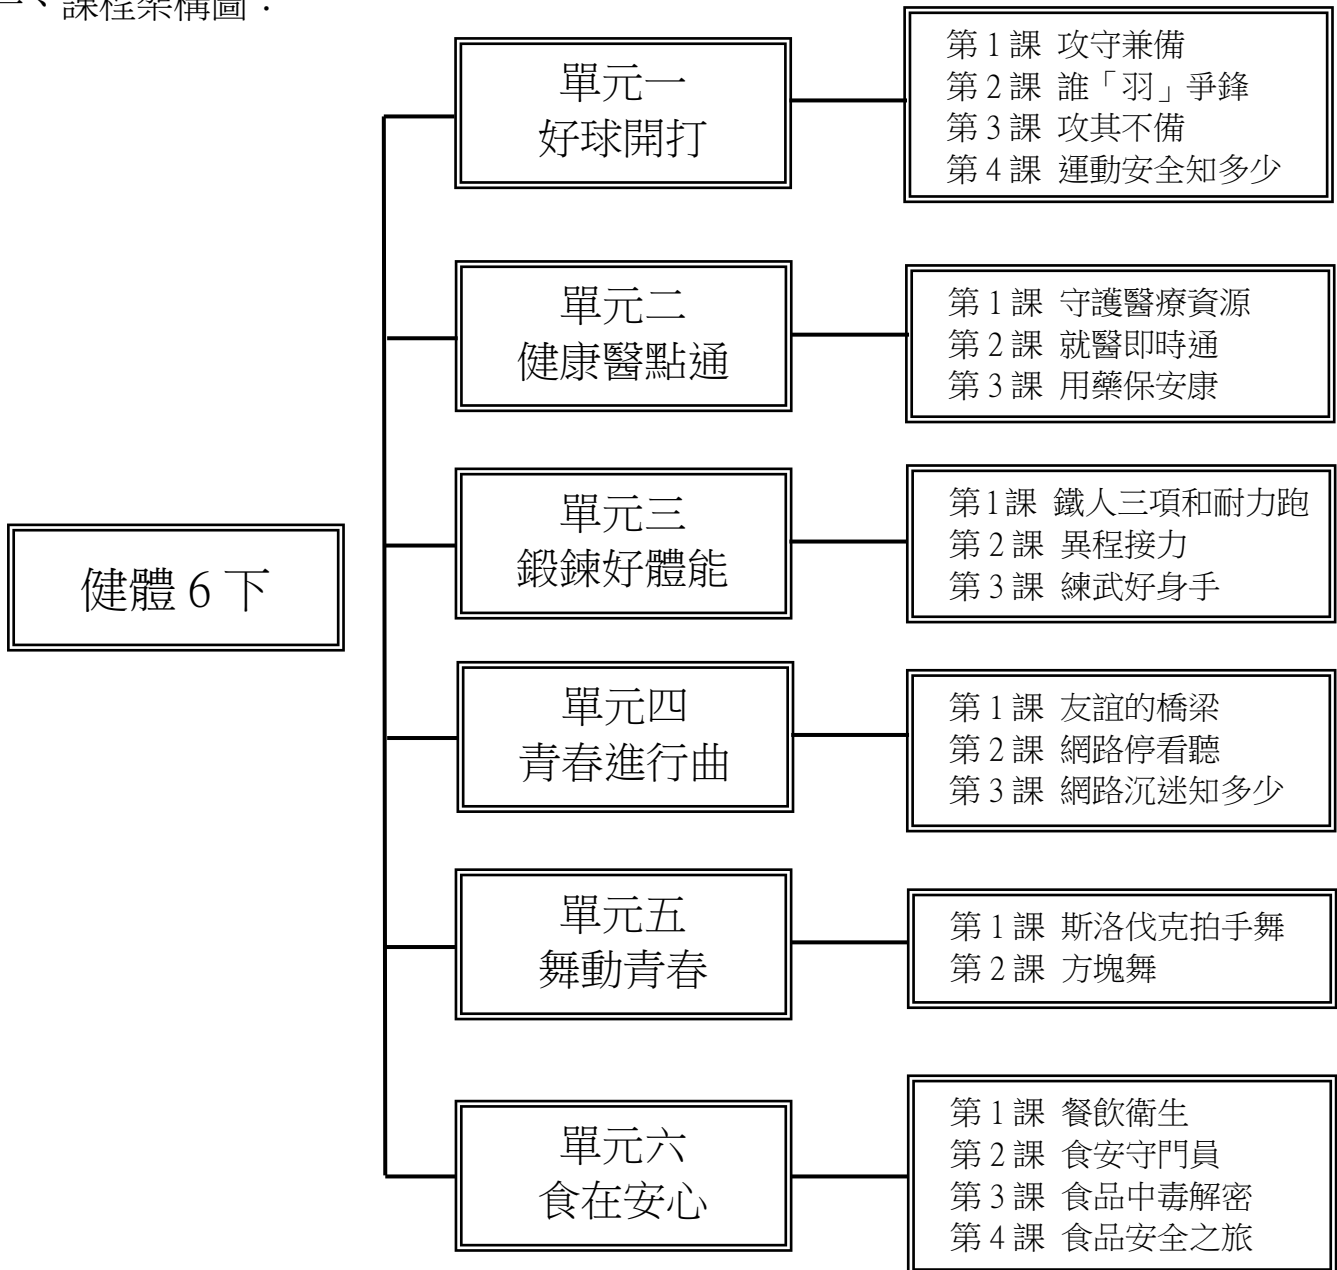 、課程架構圖：
健體 6 下
單元一
好球開打
第 1 課 攻守兼備
第 2 課 誰「羽」爭鋒
第 3 課 攻其不備
第 4 課 運動安全知多少
單元二
健康醫點通
第 1 課 守護醫療資源
第 2 課 就醫即時通
第 3 課 用藥保安康
單元三
鍛鍊好體能
第 1 課 鐵人三項和耐力跑
第 2 課 異程接力
第 3 課 練武好身手
單元四
青春進行曲
第 1 課 友誼的橋梁
第 2 課 網路停看聽
第 3 課 網路沉迷知多少
單元五
舞動青春
第 1 課 斯洛伐克拍手舞
第 2 課 方塊舞
單元六
食在安心
第 1 課 餐飲衛生
第 2 課 食安守門員
第 3 課 食品中毒解密
第 4 課 食品安全之旅